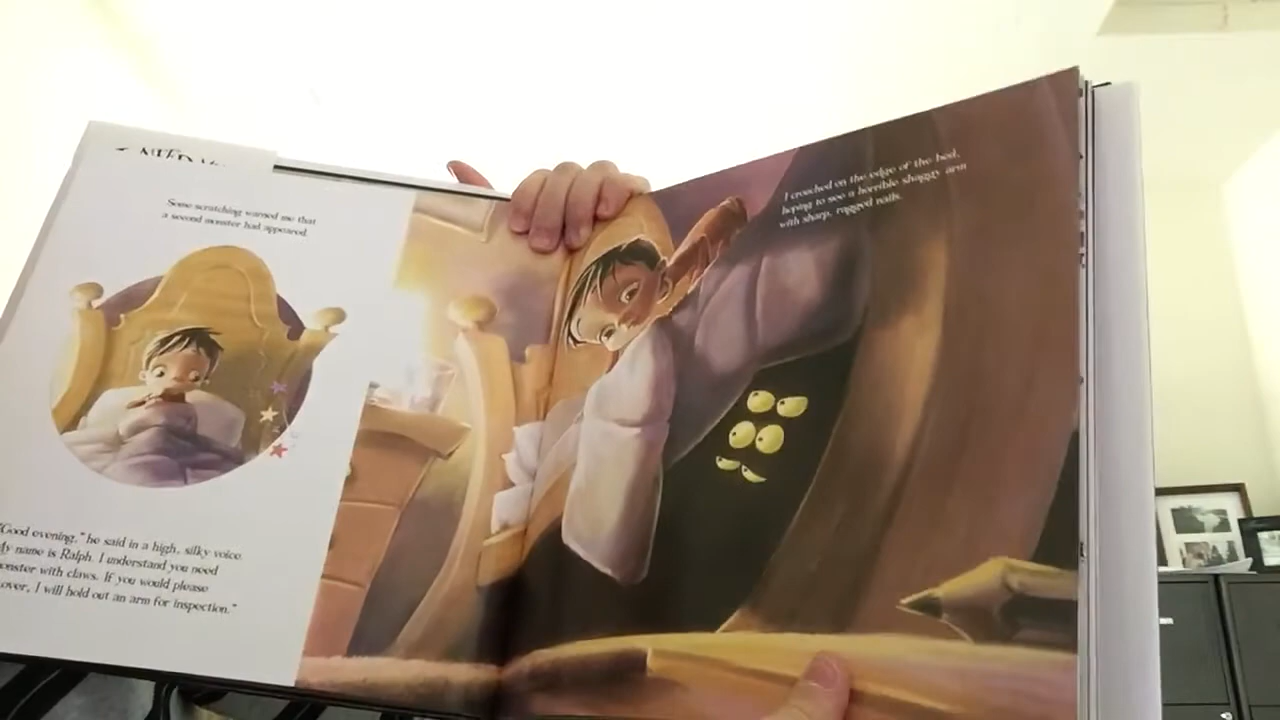 Some scratching warned me that
a second monster had appeared.
"Good evening," he said in a high, silky voice.
My name is Ralph. I understand you need
monster with claws. If you would please
over, I will hold out an arm for inspection."
I crouched on the edge of the bed,
hoping to see a horrible shaggy arm
with sharp, ragged nails.